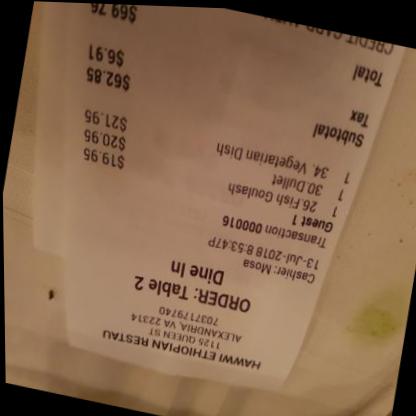 HAWWI ETHIOPIAN RESTAU
1125 QUEEN ST
ALEXANDRIA, VA 22314
7037179740
ORDER: Table 2
Dine In
Cashier: Mosa
13-Jul-2018 8:53:47P
Transaction 000016
Guest 1
1 26.Fish Goulash $19.95
1 30.Dullet $20.95
1 34. Vegetarian Dish $21.95
Subtotal $62.85
Tax $6.91
Total $69.76
CREDIT CARD